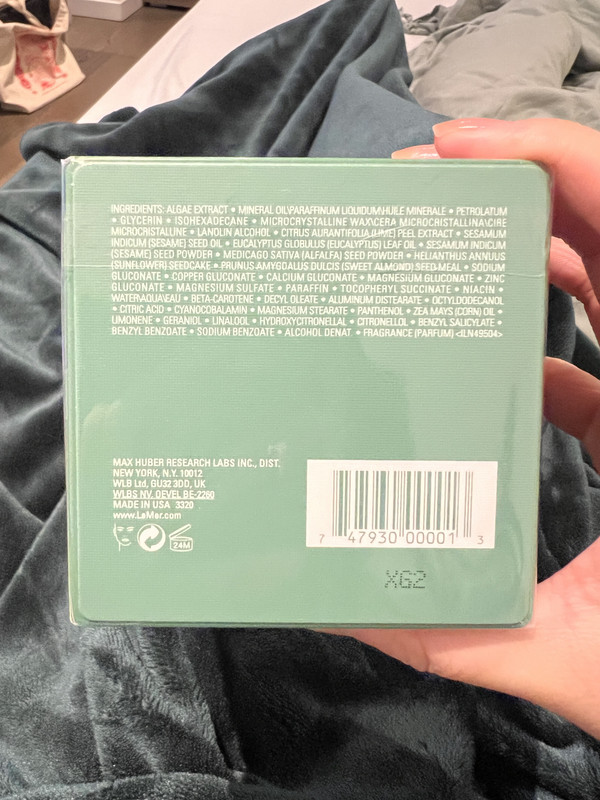 INGREDIENTS: ALGAE EXTRACT • MINERAL OIL\PARAFFINUM LIQUIDUM\HUILE MINERALE • PETROLATUM
• GLYCERIN • ISOHEXADECANE • MICROCRYSTALLINE WAX\CERA MICROCRISTALLINA\CIRE
MICROCRISTALLINE • LANOLIN ALCOHOL • CITRUS AURANTIFOLIA (LIME) PEEL EXTRACT • SESAMUM
INDICUM (SESAME) SEED OIL • EUCALYPTUS GLOBULUS (EUCALYPTUS) LEAF OIL • SESAMUM INDICUM
(SESAME) SEED POWDER • MEDICAGO SATIVA (ALFALFA) SEED POWDER • HELIANTHUS ANNUUS
(SUNFLOWER) SEEDCAKE • PRUNUS AMYGDALUS DULCIS (SWEET ALMOND) SEED MEAL • SODIUM
GLUCONATE • COPPER GLUCONATE • CALCIUM GLUCONATE • MAGNESIUM GLUCONATE • ZINC
GLUCONATE • MAGNESIUM SULFATE • PARAFFIN • TOCOPHERYL SUCCINATE • NIACIN •
WATER\AQUA\EAU • BETA-CAROTENE • DECYL OLEATE • ALUMINUM DISTEARATE • OCTYLDODECANOL
• CITRIC ACID • CYANOCOBALAMIN • MAGNESIUM STEARATE • PANTHENOL • ZEA MAYS (CORN) OIL •
LIMONENE • GERANIOL • LINALOOL • HYDROXYCITRONELLAL • CITRONELLOL • BENZYL SALICYLATE •
BENZYL BENZOATE • SODIUM BENZOATE • ALCOHOL DENAT • FRAGRANCE (PARFUM) <ILN49504>
MAX HUBER RESEARCH LABS INC., DIST.
NEW YORK, N.Y. 10012
WLB Ltd, GU32 3DD, UK
WLBS NV. OEVEL BE-2260
MADE IN USA 3320
www.LaMer.com
24M
7 47930 00001 3
XG2